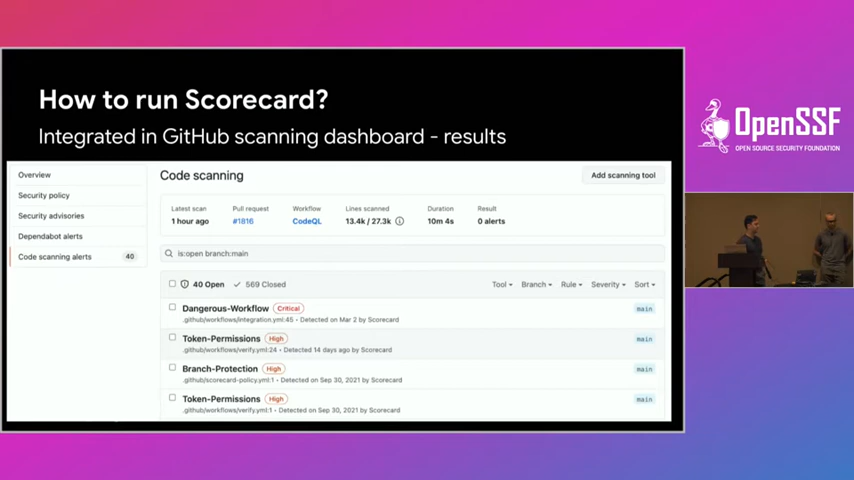 How to run Scorecard?
Integrated in GitHub scanning dashboard - results
Overview
Security policy
Security advisories
Dependabot alerts
Code scanning alerts 40
Code scanning
Add scanning tool
Latest scan Pull request Workflow Lines scanned Duration Result
1 hour ago #1816 CodeQL 13.4k / 27.3k 10m 4s 0 alerts
is:open branch:main
40 Open 569 Closed Tool Branch Rule Severity Sort
Dangerous-Workflow Critical main
.github/workflows/integration.yml:45 • Detected on Mar 2 by Scorecard
Token-Permissions High main
.github/workflows/verify.yml:24 • Detected 14 days ago by Scorecard
Branch-Protection High main
.github/scorecard-policy.yml:1 • Detected on Sep 30, 2021 by Scorecard
Token-Permissions High main
.github/workflows/verify.yml:1 • Detected on Sep 30, 2021 by Scorecard
OpenSSF
OPEN SOURCE SECURITY FOUNDATION